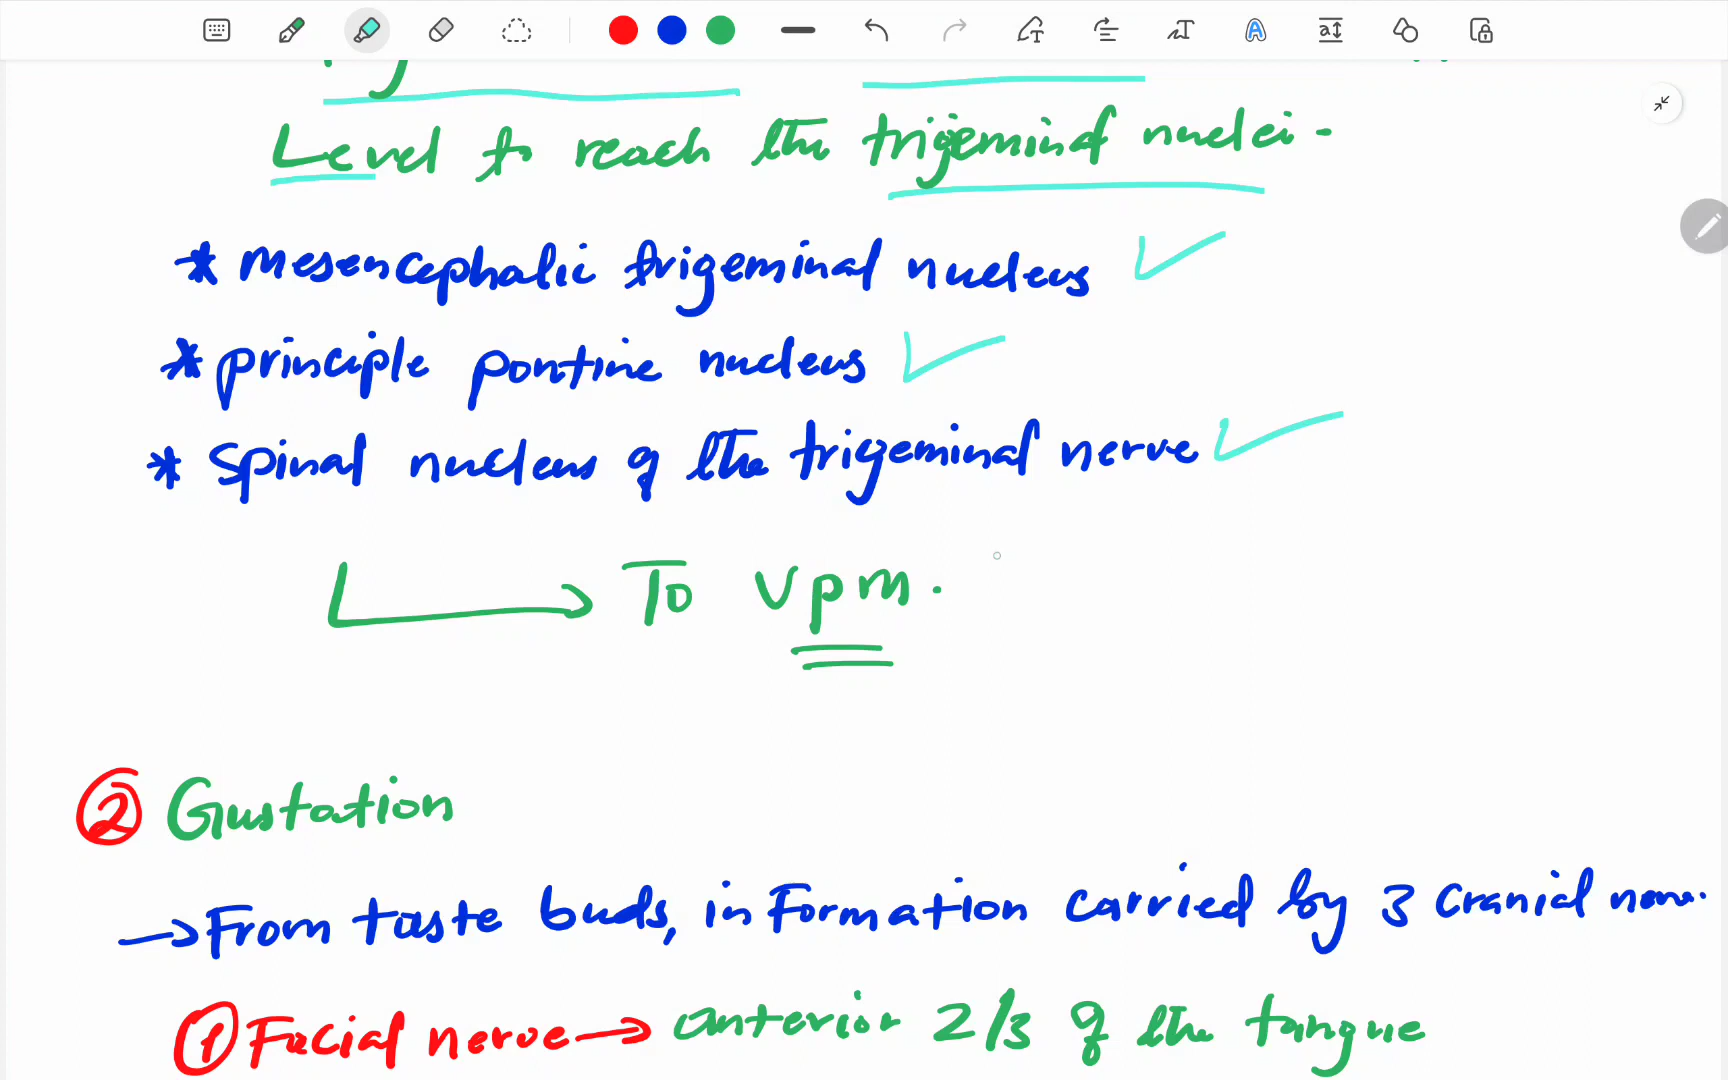 Level to reach the trigeminal nuclei -
* mesencephalic trigeminal nucleus ✓
* principle pontine nucleus ✓
* Spinal nucleus of the trigeminal nerve ✓
→ To Vpm.
② Gustation
→ From taste buds, information carried by 3 cranial
① Facial nerve → anterior 2/3 of the tongue